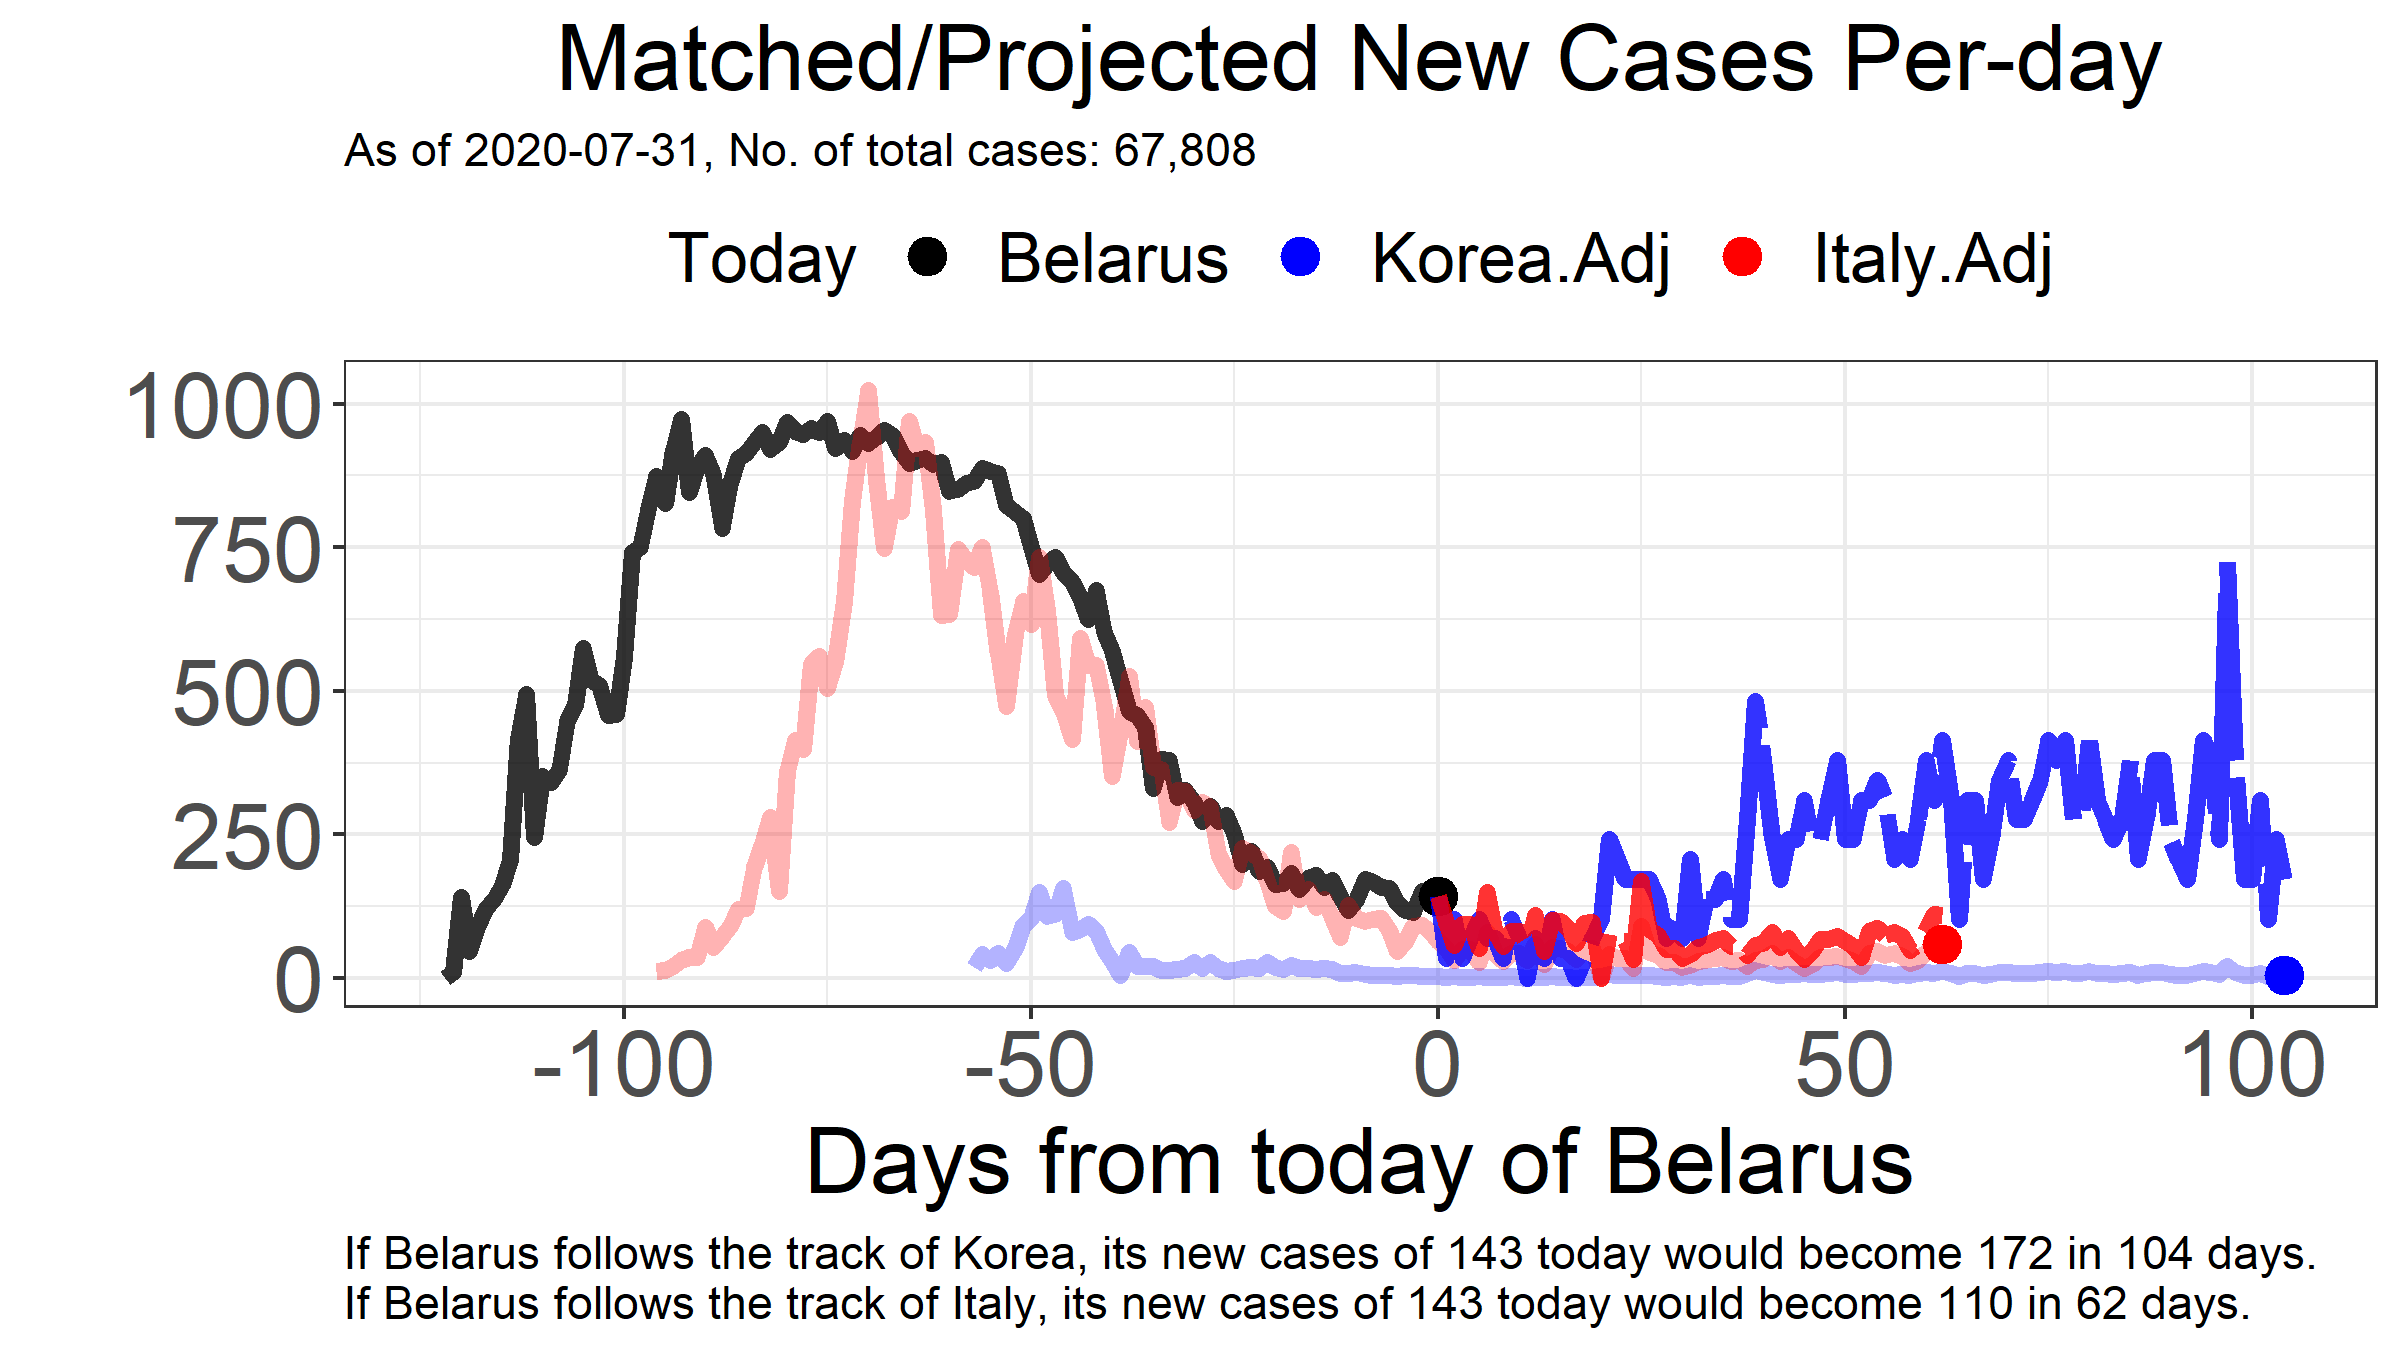 Matched/Projected New Cases Per-day
As of 2020-07-31, No. of total cases: 67,808
Today Belarus Korea.Adj Italy.Adj
1000
750
500
250
0
-100 -50 0 50 100
Days from today of Belarus
If Belarus follows the track of Korea, its new cases of 143 today would become 172 in 104 days.
If Belarus follows the track of Italy, its new cases of 143 today would become 110 in 62 days.